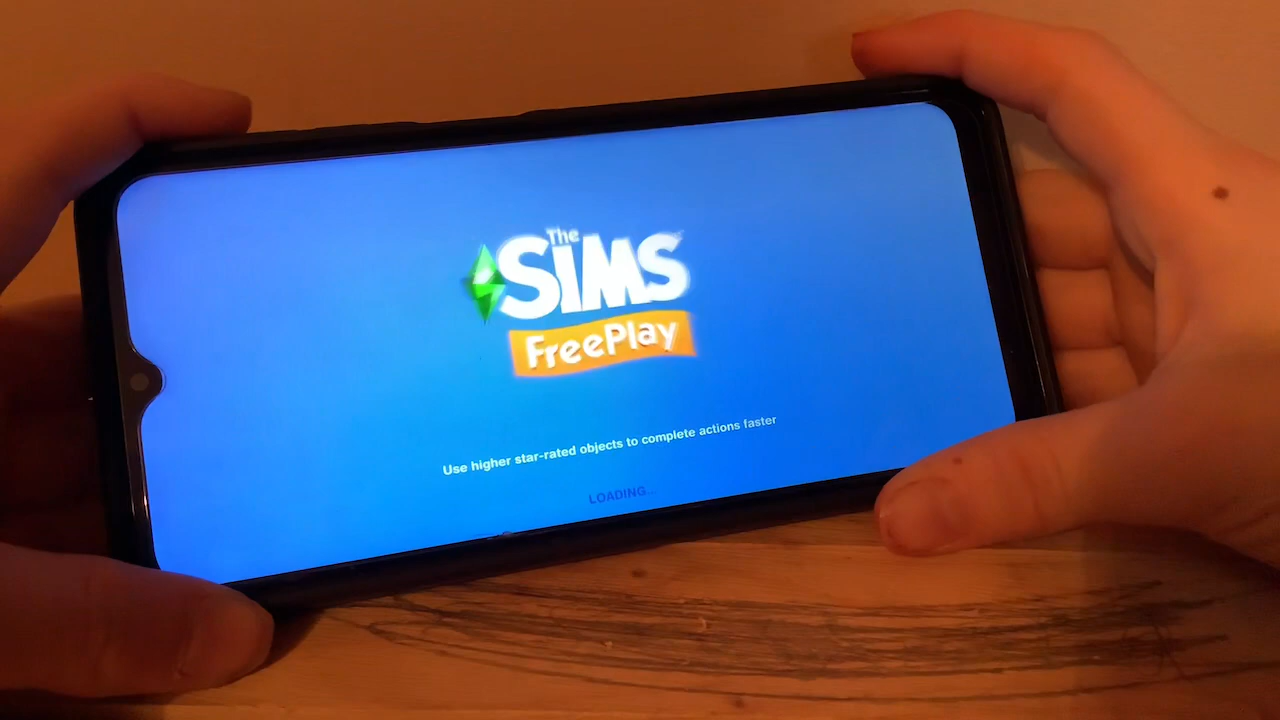 The
SIMS
FreePlay
Use higher star-rated objects to complete actions faster
LOADING...